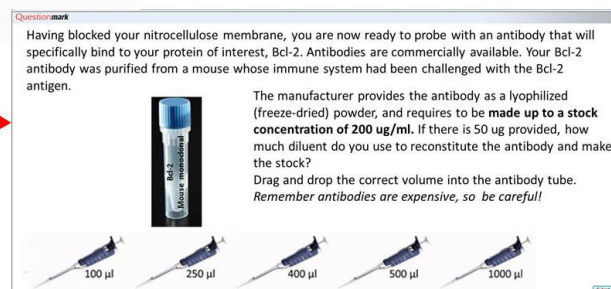 Questionmark
Having blocked your nitrocellulose membrane, you are now ready to probe with an antibody that will
specifically bind to your protein of interest, Bcl-2. Antibodies are commercially available. Your Bcl-2
antibody was purified from a mouse whose immune system had been challenged with the Bcl-2
antigen.
The manufacturer provides the antibody as a lyophilized
(freeze-dried) powder, and requires to be made up to a stock
concentration of 200 ug/ml. If there is 50 ug provided, how
much diluent do you use to reconstitute the antibody and make
the stock?
Drag and drop the correct volume into the antibody tube.
Remember antibodies are expensive, so be careful!
Bcl-2
Mouse monoclonal
100 µl
250 µl
400 µl
500 µl
1000 µl